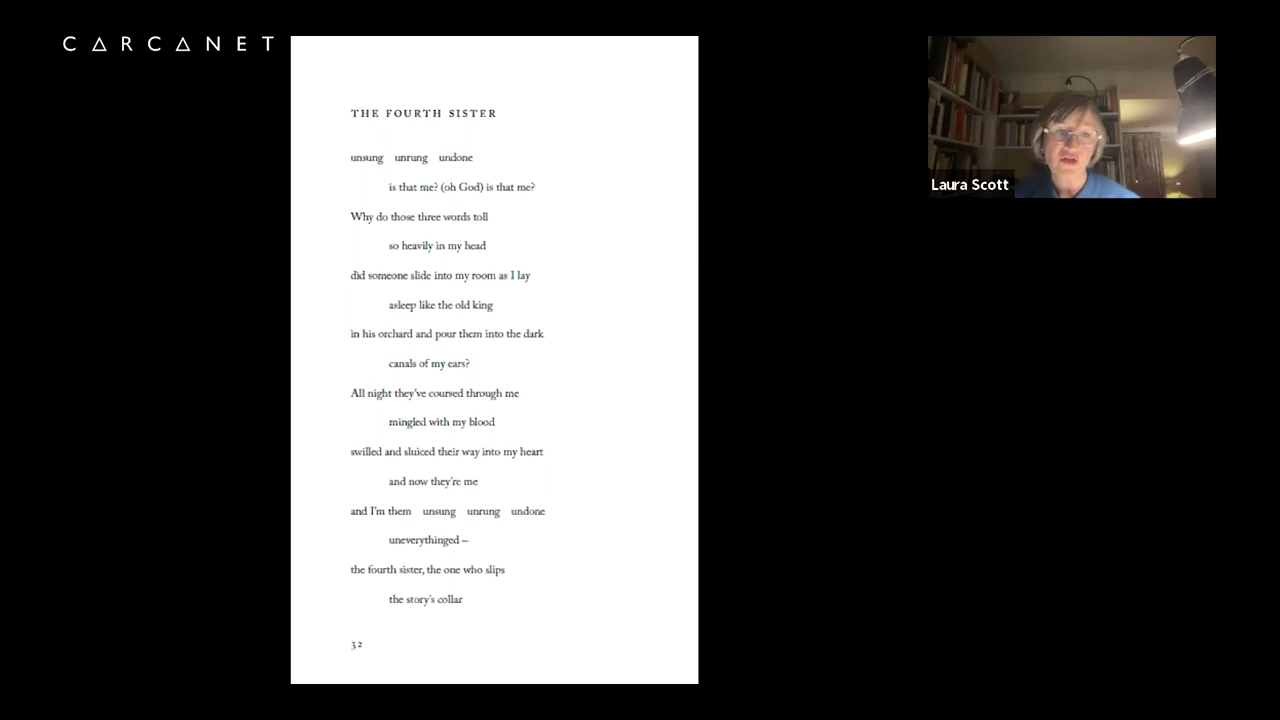 CARCANET
THE FOURTH SISTER
unsung unrung undone
is that me? (oh God) is that me?
Why do those three words toll
so heavily in my head
did someone slide into my room as I lay
asleep like the old king
in his orchard and pour them into the dark
canals of my ears?
All night they've coursed through me
mingled with my blood
swilled and sluiced their way into my heart
and now they're me
and I'm them unsung unrung undone
uneverythinged –
the fourth sister, the one who slips
the story's collar
32
Laura Scott